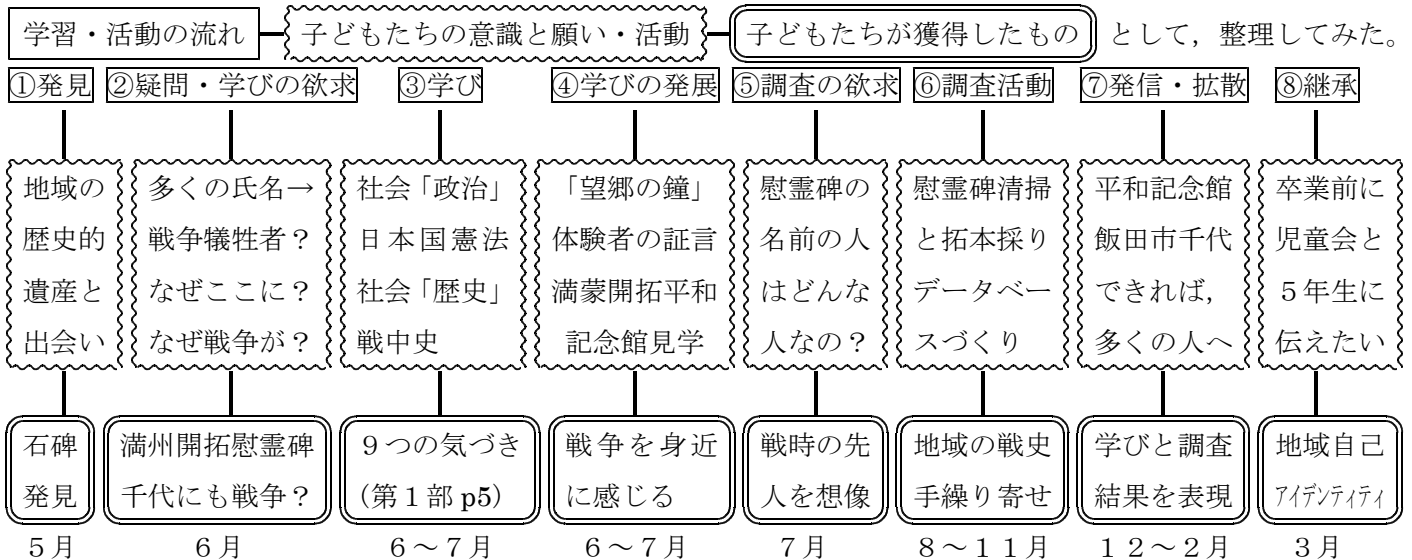 学習・活動の流れ 子どもたちの意識と願い・活動 子どもたちが獲得したもの として，整理してみた。
①発見 ②疑問・学びの欲求 ③学び ④学びの発展 ⑤調査の欲求 ⑥調査活動 ⑦発信・拡散 ⑧継承
地域の
歴史的
遺産と
出会い
多くの氏名→
戦争犠牲者？
なぜここに？
なぜ戦争が？
社会「政治」
日本国憲法
社会「歴史」
戦中史
「望郷の鐘」
体験者の証言
満蒙開拓平和
記念館見学
慰霊碑の
名前の人
はどんな
人なの？
慰霊碑清掃
と拓本採り
データベー
スづくり
平和記念館
飯田市千代
できれば，
多くの人へ
卒業前に
児童会と
５年生に
伝えたい
石碑
発見
満州開拓慰霊碑
千代にも戦争？
９つの気づき
（第１部 p5）
戦争を身近
に感じる
戦時の先
人を想像
地域の戦史
手繰り寄せ
学びと調査
結果を表現
地域自己
アイデンティティ
５月 ６月 ６～７月 ６～７月 ７月 ８～１１月 １２～２月 ３月